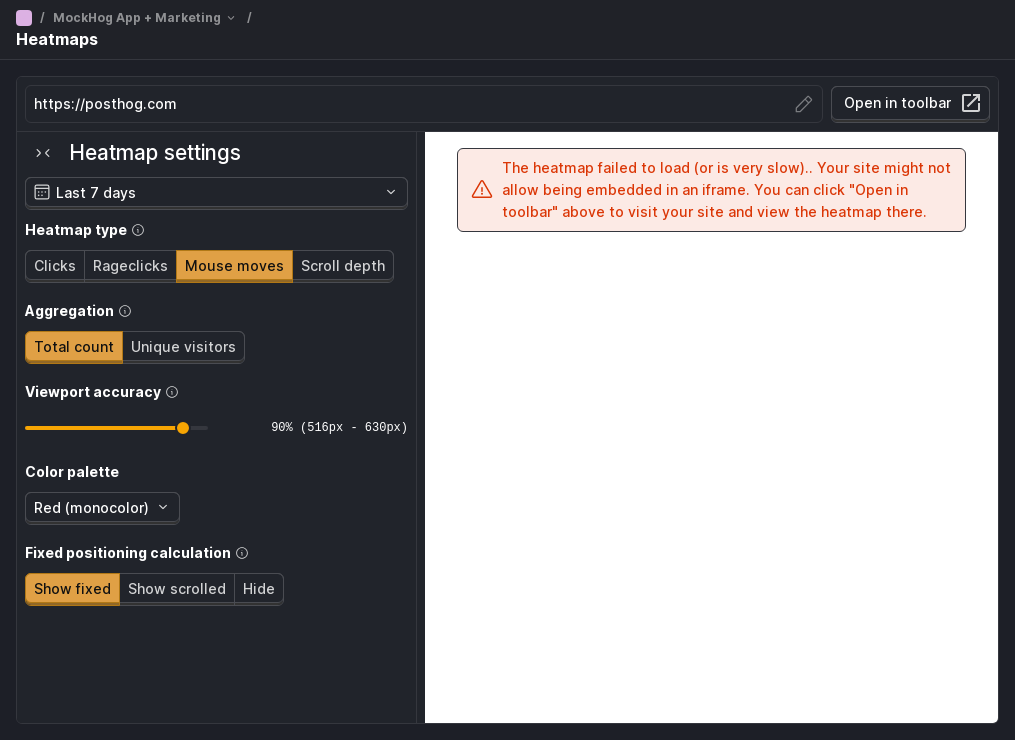 / MockHog App + Marketing /
Heatmaps
https://posthog.com
Open in toolbar
Heatmap settings
Last 7 days
Heatmap type
Clicks Rageclicks Mouse moves Scroll depth
Aggregation
Total count Unique visitors
Viewport accuracy
90% (516px - 630px)
Color palette
Red (monocolor)
Fixed positioning calculation
Show fixed Show scrolled Hide
The heatmap failed to load (or is very slow).. Your site might not
allow being embedded in an iframe. You can click "Open in
toolbar" above to visit your site and view the heatmap there.